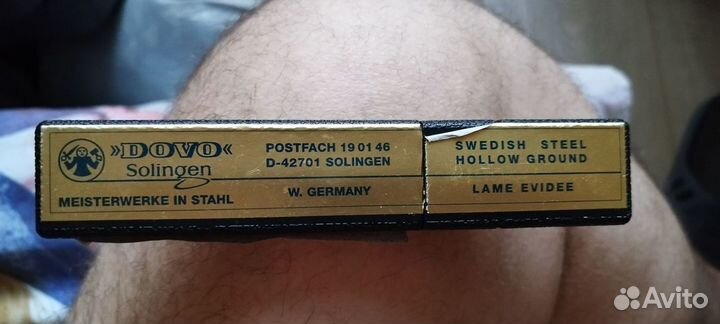 »DOVO«
Solingen
MEISTERWERKE IN STAHL
POSTFACH 19 01 46
D-42701 SOLINGEN
W. GERMANY
SWEDISH STEEL
HOLLOW GROUND
LAME EVIDEE
Avito